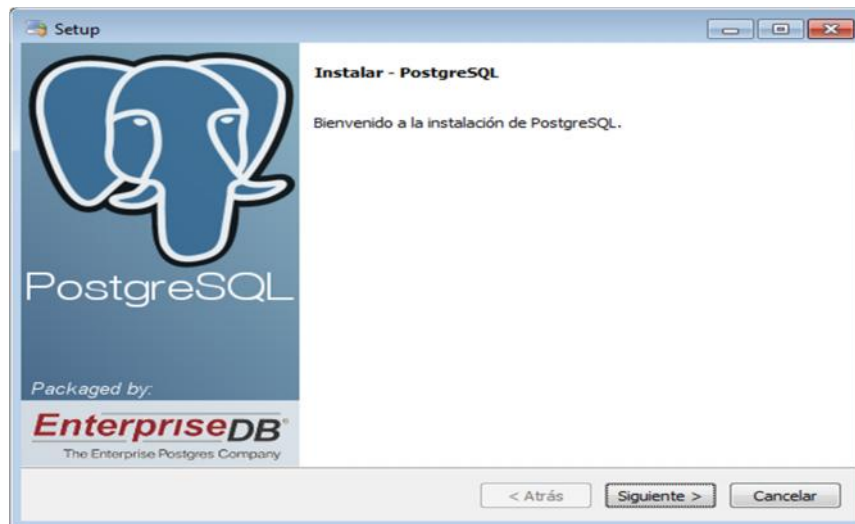 Setup
Instalar - PostgreSQL
Bienvenido a la instalación de PostgreSQL.
PostgreSQL
Packaged by:
EnterpriseDB®
The Enterprise Postgres Company
< Atrás
Siguiente >
Cancelar